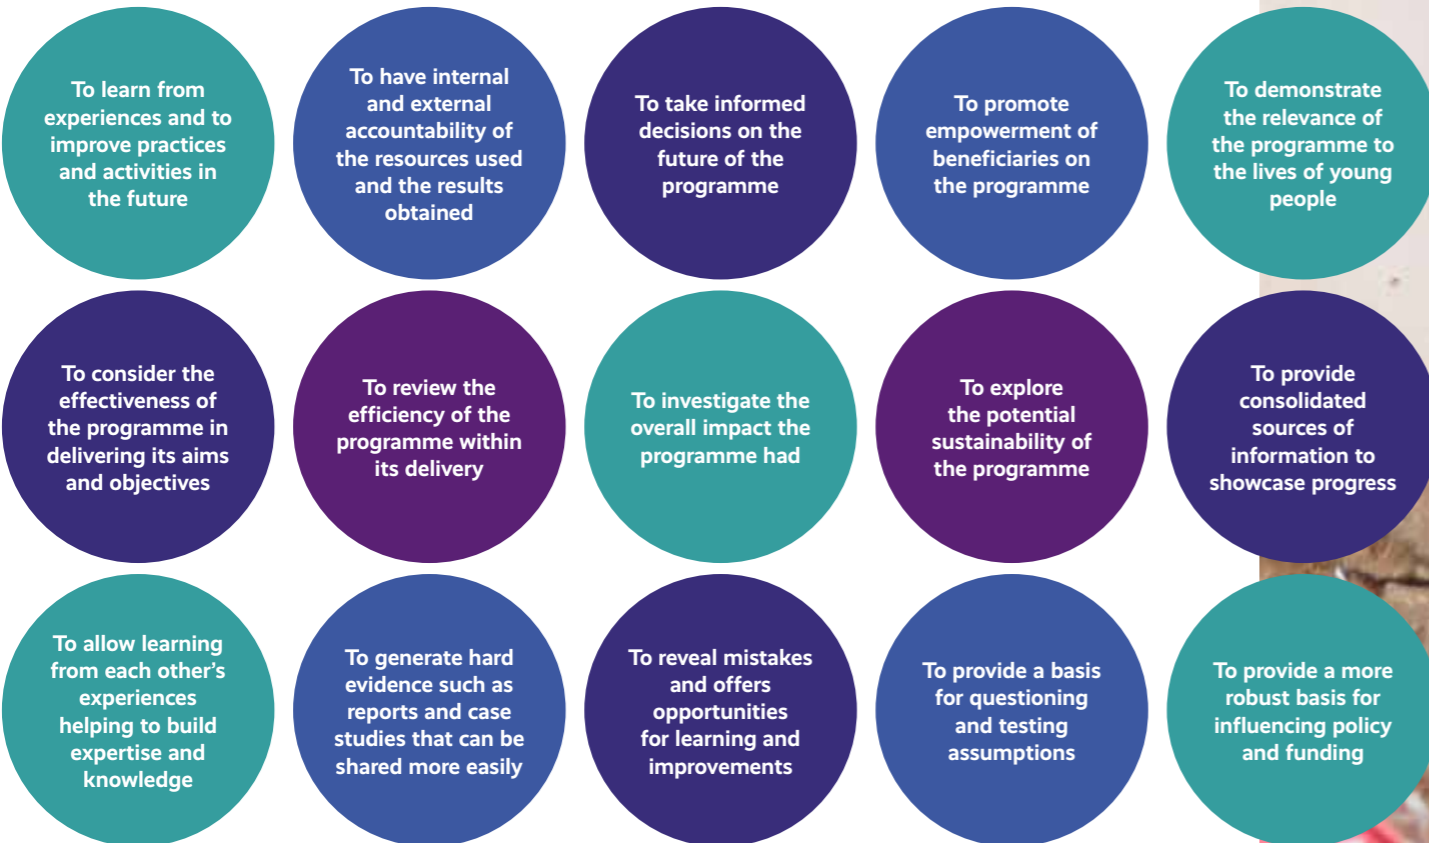 To learn from
experiences and to
improve practices
and activities in
the future
To have internal
and external
accountability of
the resources used
and the results
obtained
To take informed
decisions on the
future of the
programme
To promote
empowerment of
beneficiaries on
the programme
To demonstrate
the relevance of
the programme to
the lives of young
people
To consider the
effectiveness of
the programme in
delivering its aims
and objectives
To review the
efficiency of the
programme within
its delivery
To investigate the
overall impact the
programme had
To explore
the potential
sustainability of
the programme
To provide
consolidated
sources of
information to
showcase progress
To allow learning
from each other’s
experiences
helping to build
expertise and
knowledge
To generate hard
evidence such as
reports and case
studies that can be
shared more easily
To reveal mistakes
and offers
opportunities
for learning and
improvements
To provide a basis
for questioning
and testing
assumptions
To provide a more
robust basis for
influencing policy
and funding